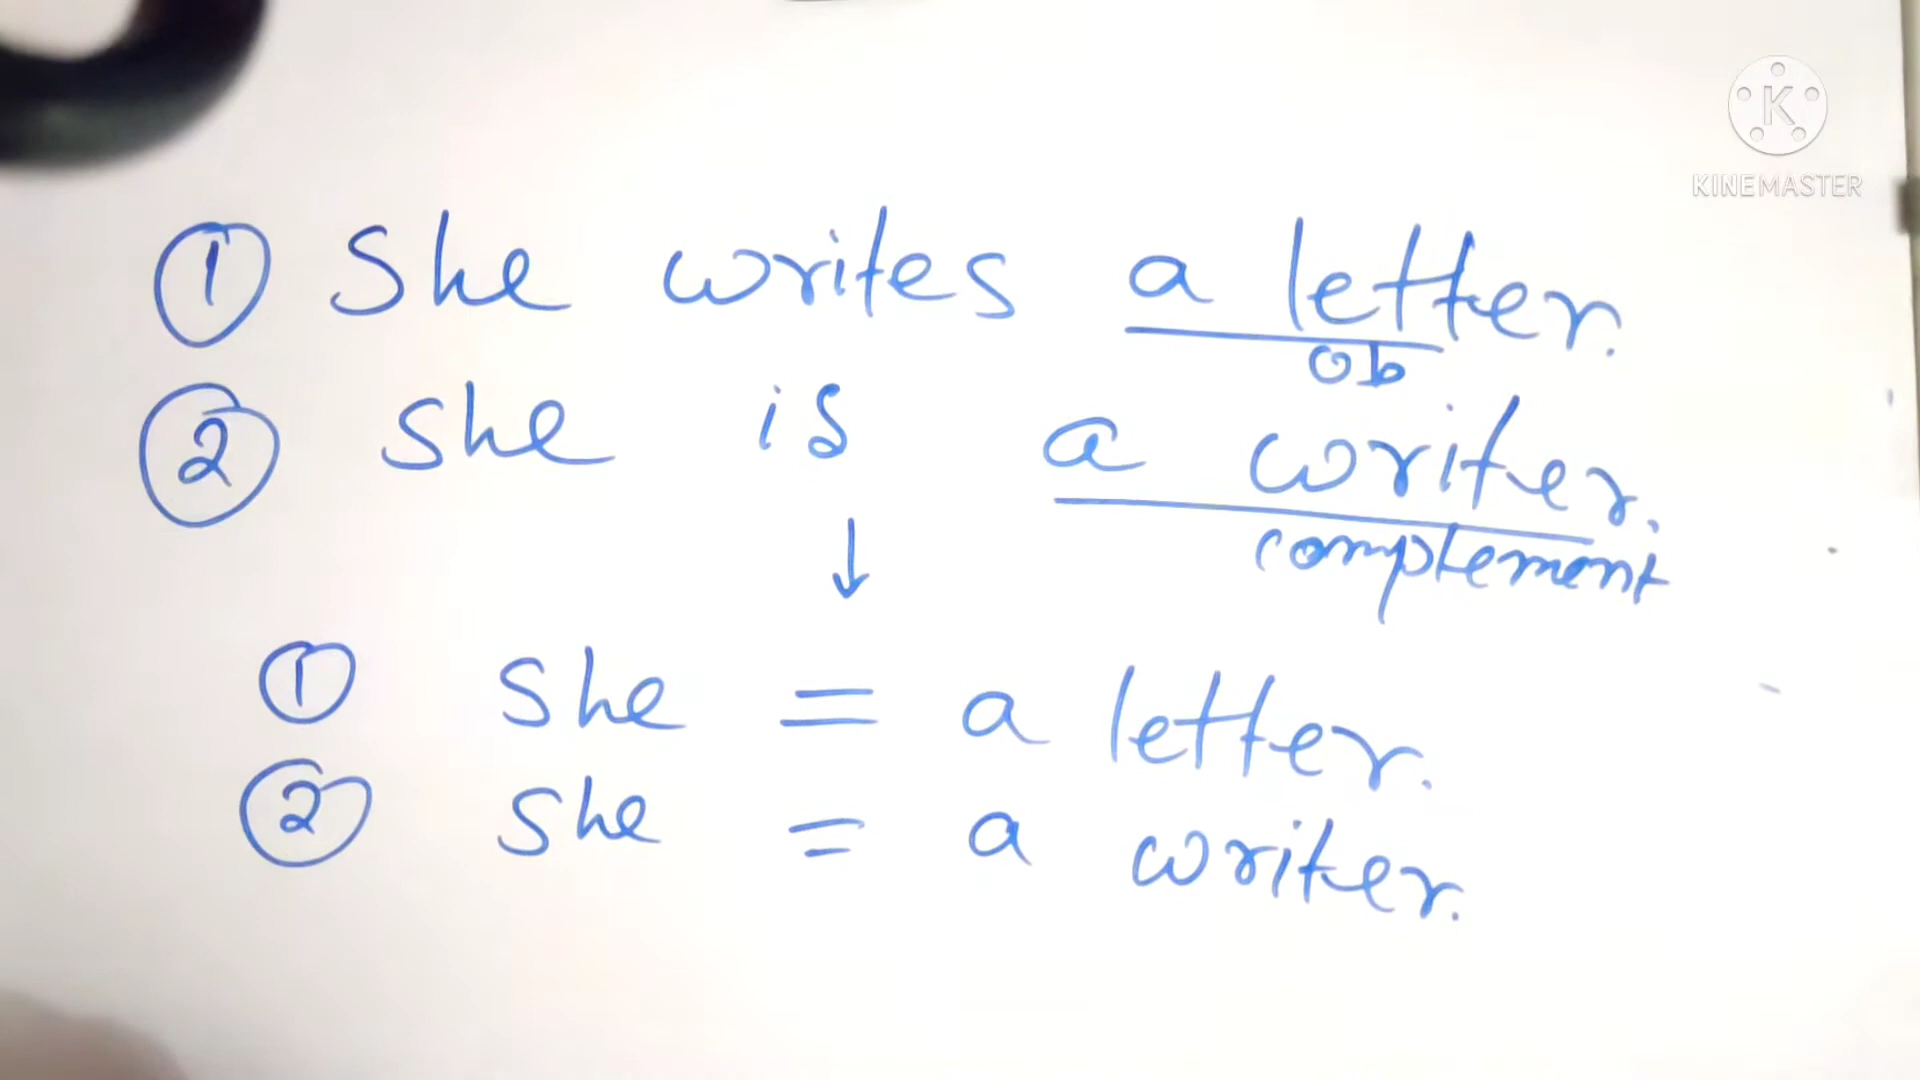 K
KINEMASTER
① She writes a letter.
ob
② she is a writer.
complement
↓
① she = a letter.
② she = a writer.